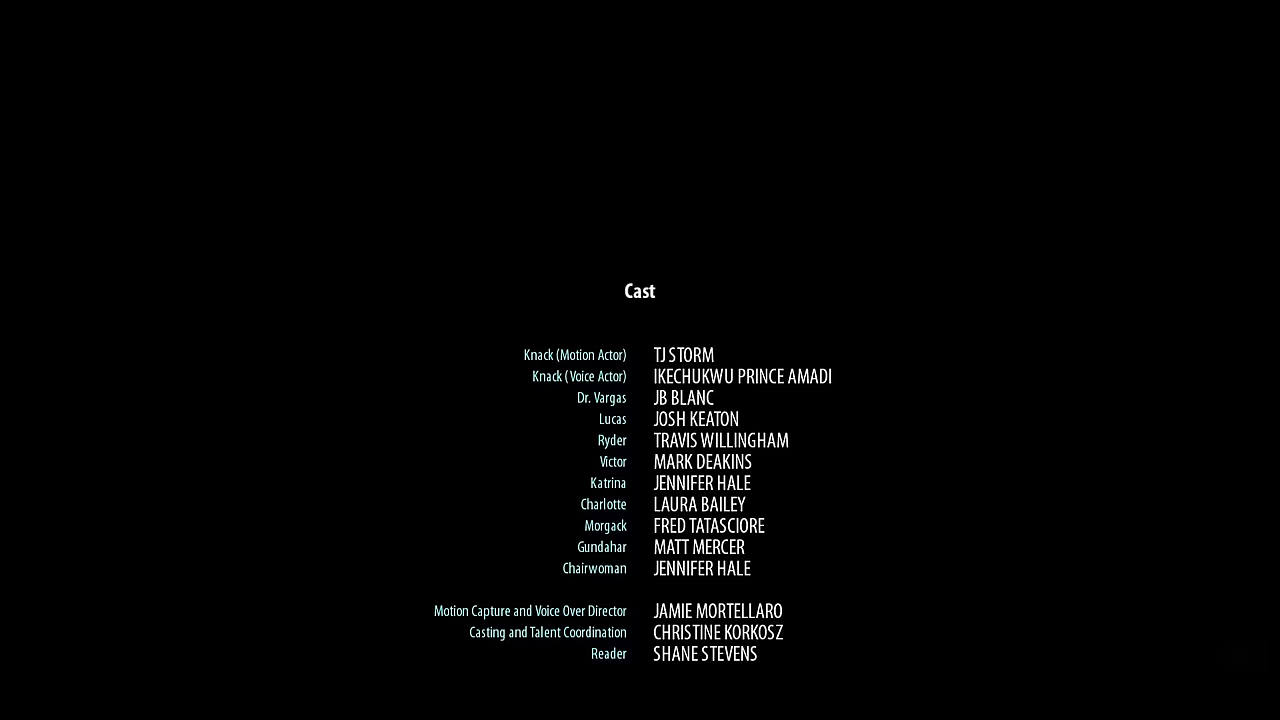 Cast
Knack (Motion Actor) TJ STORM
Knack ( Voice Actor) IKECHUKWU PRINCE AMADI
Dr. Vargas JB BLANC
Lucas JOSH KEATON
Ryder TRAVIS WILLINGHAM
Victor MARK DEAKINS
Katrina JENNIFER HALE
Charlotte LAURA BAILEY
Morgack FRED TATASCIORE
Gundahar MATT MERCER
Chairwoman JENNIFER HALE
Motion Capture and Voice Over Director JAMIE MORTELLARO
Casting and Talent Coordination CHRISTINE KORKOSZ
Reader SHANE STEVENS